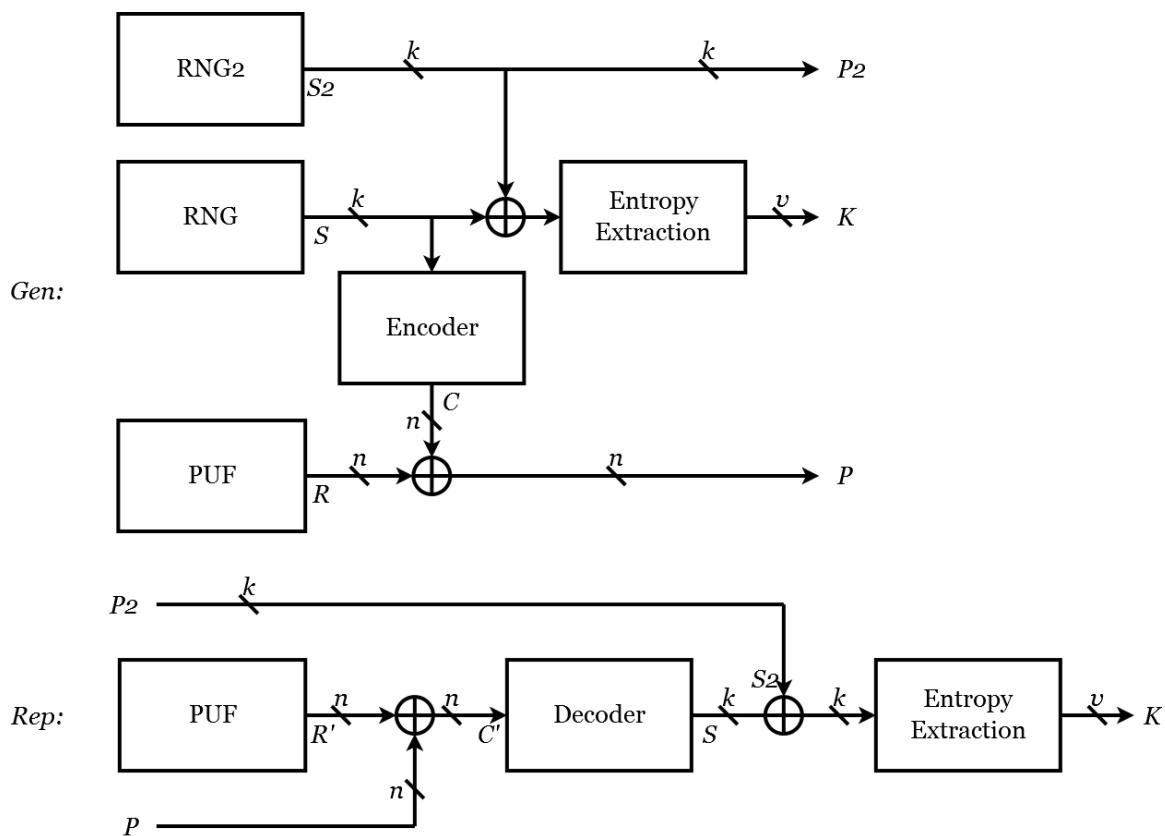 RNG2
S2
k
k
P2
RNG
S
k
Entropy
Extraction
v
K
Gen:
Encoder
C
n
PUF
R
n
n
P
P2
k
Rep:
PUF
R'
n
n
C'
Decoder
S
k
S2
k
Entropy
Extraction
v
K
n
P